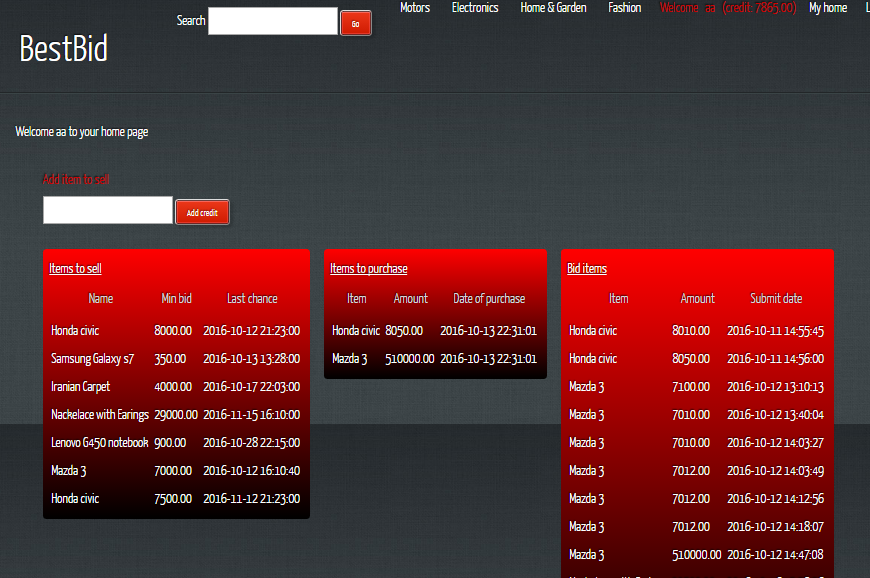 Search Go Motors Electronics Home & Garden Fashion Welcome aa (credit: 7865.00) My home
BestBid
Welcome aa to your home page
Add item to sell
Add credit
Items to sell
Name Min bid Last chance
Honda civic 8000.00 2016-10-12 21:23:00
Samsung Galaxy s7 350.00 2016-10-13 13:28:00
Iranian Carpet 4000.00 2016-10-17 22:03:00
Nackelace with Earings 29000.00 2016-11-15 16:10:00
Lenovo G450 notebook 900.00 2016-10-28 22:15:00
Mazda 3 7000.00 2016-10-12 16:10:40
Honda civic 7500.00 2016-11-12 21:23:00
Items to purchase
Item Amount Date of purchase
Honda civic 8050.00 2016-10-13 22:31:01
Mazda 3 510000.00 2016-10-13 22:31:01
Bid items
Item Amount Submit date
Honda civic 8010.00 2016-10-11 14:55:45
Honda civic 8050.00 2016-10-11 14:56:00
Mazda 3 7100.00 2016-10-12 13:10:13
Mazda 3 7010.00 2016-10-12 13:40:04
Mazda 3 7010.00 2016-10-12 14:03:27
Mazda 3 7012.00 2016-10-12 14:03:49
Mazda 3 7012.00 2016-10-12 14:12:56
Mazda 3 7012.00 2016-10-12 14:18:07
Mazda 3 510000.00 2016-10-12 14:47:08